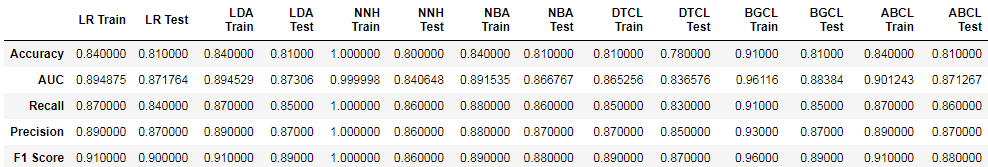 LR Train LR Test LDA Train LDA Test NNH Train NNH Test NBA Train NBA Test DTCL Train DTCL Test BGCL Train BGCL Test ABCL Train ABCL Test
Accuracy 0.840000 0.810000 0.840000 0.81000 1.000000 0.800000 0.840000 0.810000 0.810000 0.780000 0.91000 0.81000 0.840000 0.810000
AUC 0.894875 0.871764 0.894529 0.87306 0.999998 0.840648 0.891535 0.866767 0.865256 0.836576 0.96116 0.88384 0.901243 0.871267
Recall 0.870000 0.840000 0.870000 0.85000 1.000000 0.860000 0.880000 0.860000 0.850000 0.830000 0.91000 0.85000 0.870000 0.860000
Precision 0.890000 0.870000 0.890000 0.87000 1.000000 0.860000 0.880000 0.870000 0.870000 0.850000 0.93000 0.87000 0.890000 0.870000
F1 Score 0.910000 0.900000 0.910000 0.89000 1.000000 0.860000 0.890000 0.880000 0.890000 0.870000 0.96000 0.89000 0.910000 0.880000